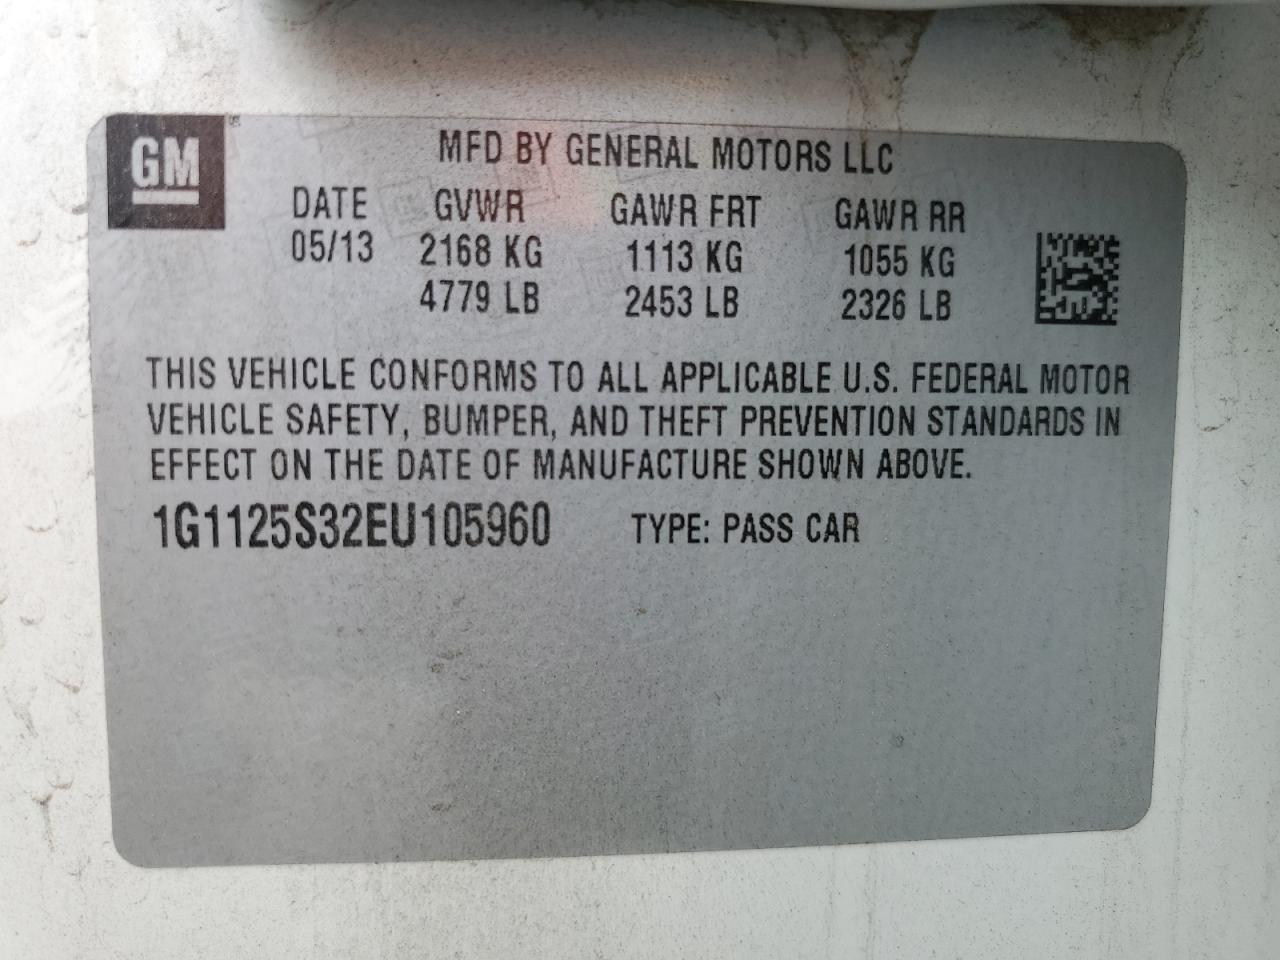 GM
MFD BY GENERAL MOTORS LLC
DATE GVWR GAWR FRT GAWR RR
05/13 2168 KG 1113 KG 1055 KG
4779 LB 2453 LB 2326 LB
THIS VEHICLE CONFORMS TO ALL APPLICABLE U.S. FEDERAL MOTOR
VEHICLE SAFETY, BUMPER, AND THEFT PREVENTION STANDARDS IN
EFFECT ON THE DATE OF MANUFACTURE SHOWN ABOVE.
1G1125S32EU105960 TYPE: PASS CAR